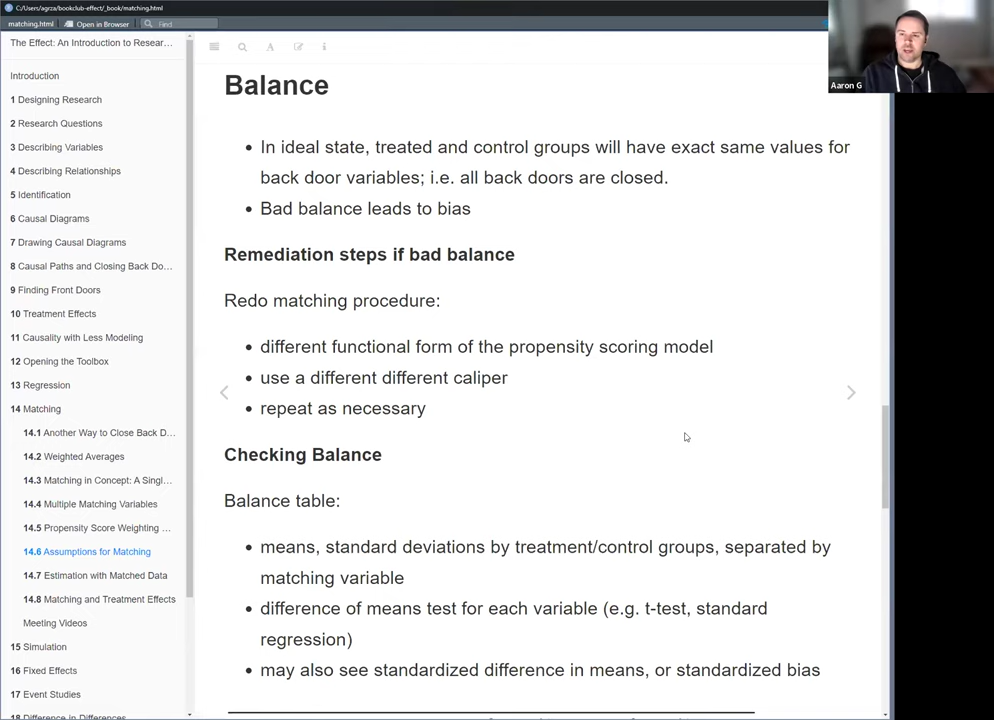 C:/Users/agrza/bookclub-effect/_book/matching.html
matching.html
Open in Browser
Find
The Effect: An Introduction to Resear…
Introduction
1 Designing Research
2 Research Questions
3 Describing Variables
4 Describing Relationships
5 Identification
6 Causal Diagrams
7 Drawing Causal Diagrams
8 Causal Paths and Closing Back Do…
9 Finding Front Doors
10 Treatment Effects
11 Causality with Less Modeling
12 Opening the Toolbox
13 Regression
14 Matching
14.1 Another Way to Close Back D…
14.2 Weighted Averages
14.3 Matching in Concept: A Singl…
14.4 Multiple Matching Variables
14.5 Propensity Score Weighting …
14.6 Assumptions for Matching
14.7 Estimation with Matched Data
14.8 Matching and Treatment Effects
Meeting Videos
15 Simulation
16 Fixed Effects
17 Event Studies
18 Difference in Differences
Balance
In ideal state, treated and control groups will have exact same values for
back door variables; i.e. all back doors are closed.
Bad balance leads to bias
Remediation steps if bad balance
Redo matching procedure:
different functional form of the propensity scoring model
use a different different caliper
repeat as necessary
Checking Balance
Balance table:
means, standard deviations by treatment/control groups, separated by
matching variable
difference of means test for each variable (e.g. t-test, standard
regression)
may also see standardized difference in means, or standardized bias
Aaron G